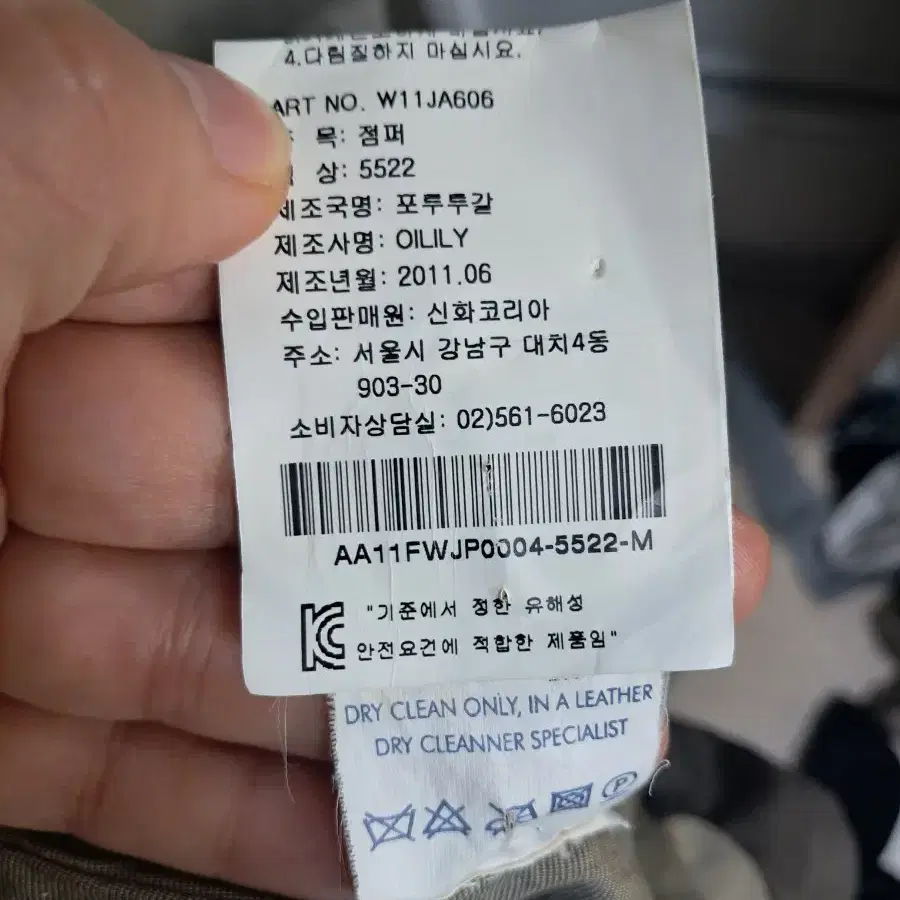 4.다림질하지 마십시요.
ART NO. W11JA606
목: 점퍼
상: 5522
제조국명: 포루투갈
제조사명: OILILY
제조년월: 2011.06
수입판매원: 신화코리아
주소: 서울시 강남구 대치4동
903-30
소비자상담실: 02)561-6023
AA11FWJP0004-5522-M
"기준에서 정한 유해성
안전요건에 적합한 제품임"
DRY CLEAN ONLY, IN A LEATHER
DRY CLEANNER SPECIALIST
P